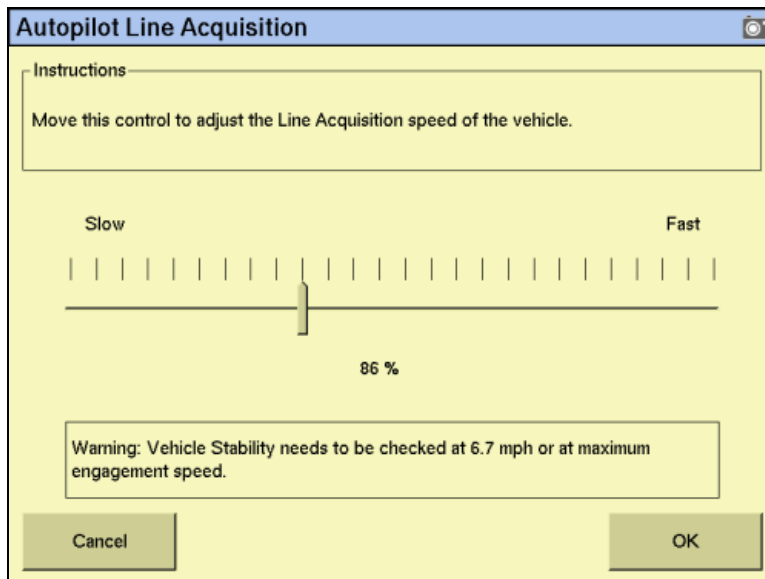 Autopilot Line Acquisition
Instructions
Move this control to adjust the Line Acquisition speed of the vehicle.
Slow Fast
86 %
Warning: Vehicle Stability needs to be checked at 6.7 mph or at maximum
engagement speed.
Cancel OK